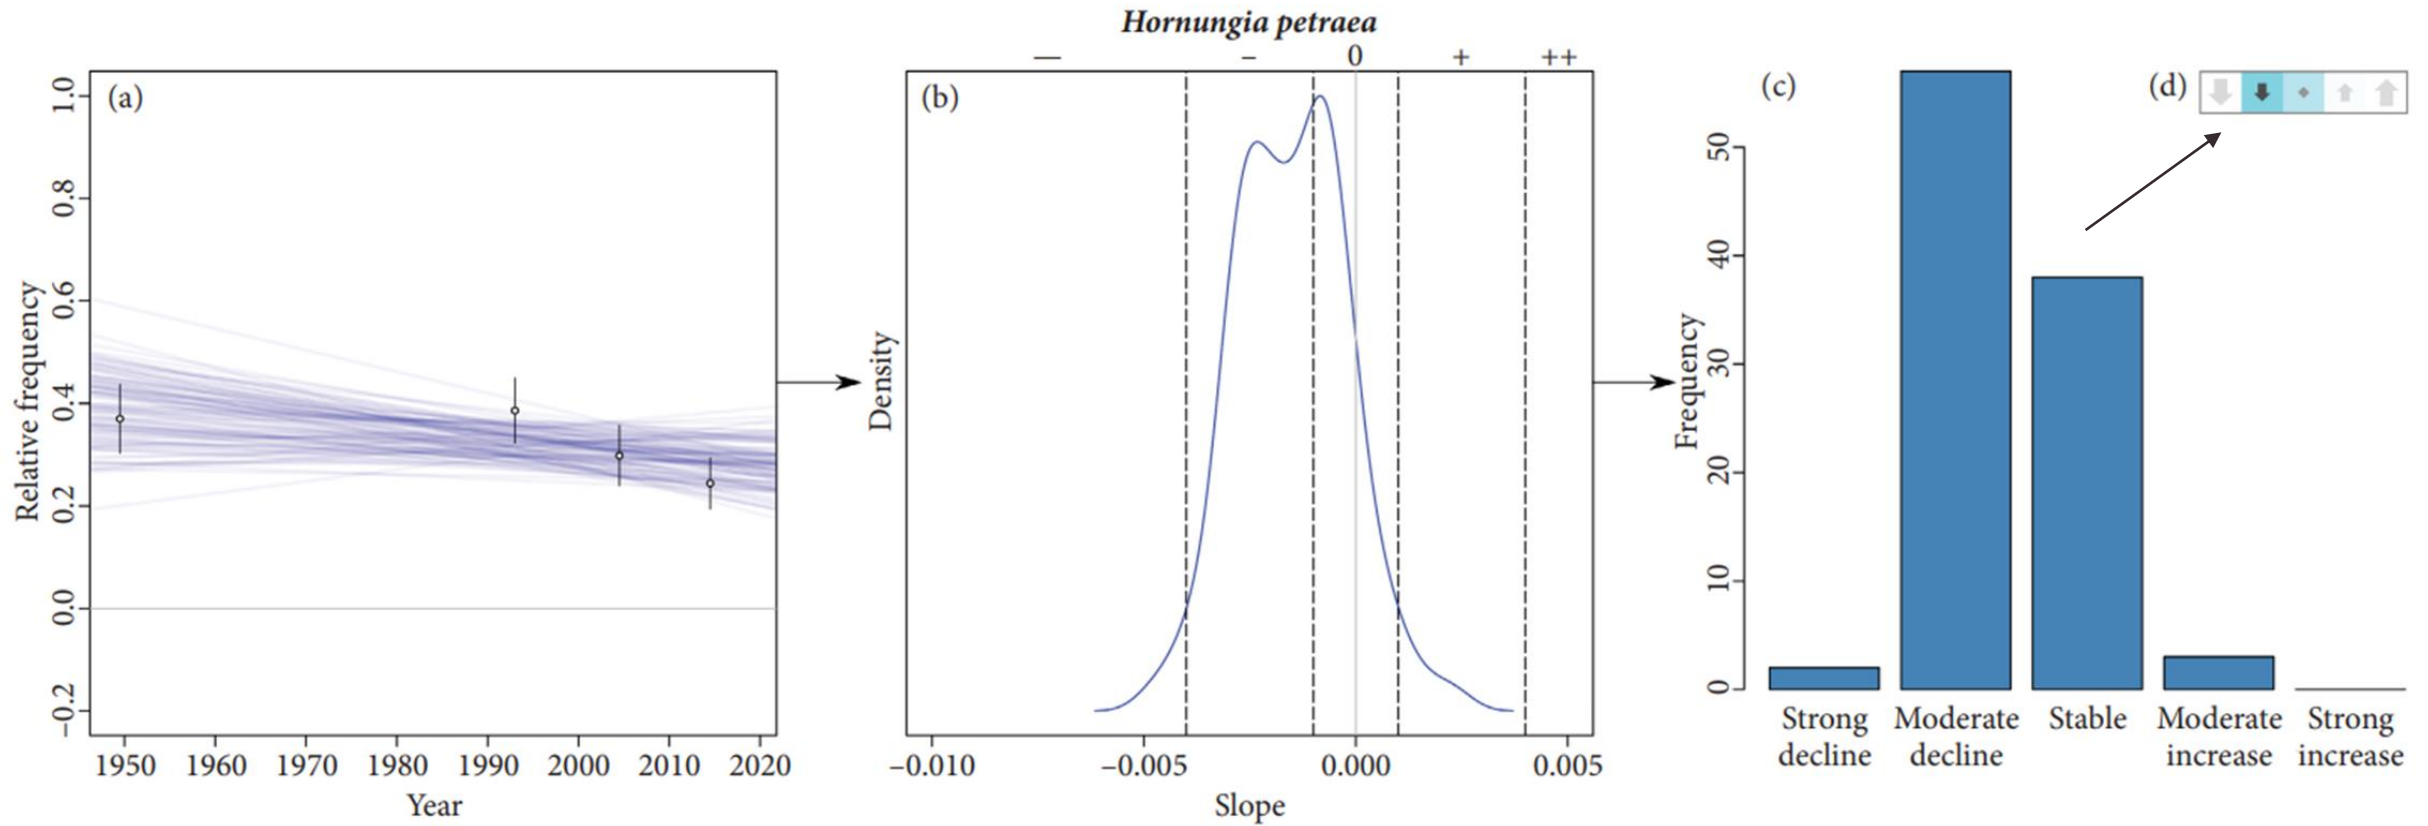 Hornungia petraea
(a)
1.0
0.8
0.6
0.4
0.2
0.0
–0.2
Relative frequency
1950 1960 1970 1980 1990 2000 2010 2020
Year
— – 0 + ++
(b)
Density
–0.010 –0.005 0.000 0.005
Slope
(c)
50
40
30
20
10
0
Frequency
Strong decline
Moderate decline
Stable
Moderate increase
Strong increase
(d)